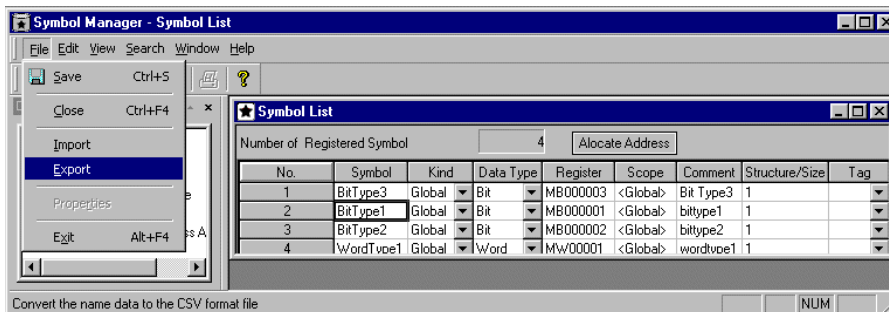 Symbol Manager - Symbol List
File Edit View Search Window Help
Save Ctrl+S
Close Ctrl+F4
Import
Export
Properties
Exit Alt+F4
Symbol List
Number of Registered Symbol 4 Alocate Address
No. Symbol Kind Data Type Register Scope Comment Structure/Size Tag
1 BitType3 Global Bit MB000003 <Global> Bit Type3 1
2 BitType1 Global Bit MB000001 <Global> bittype1 1
3 BitType2 Global Bit MB000002 <Global> bittype2 1
4 WordType1 Global Word MW00001 <Global> wordtype1 1
Convert the name data to the CSV format file NUM